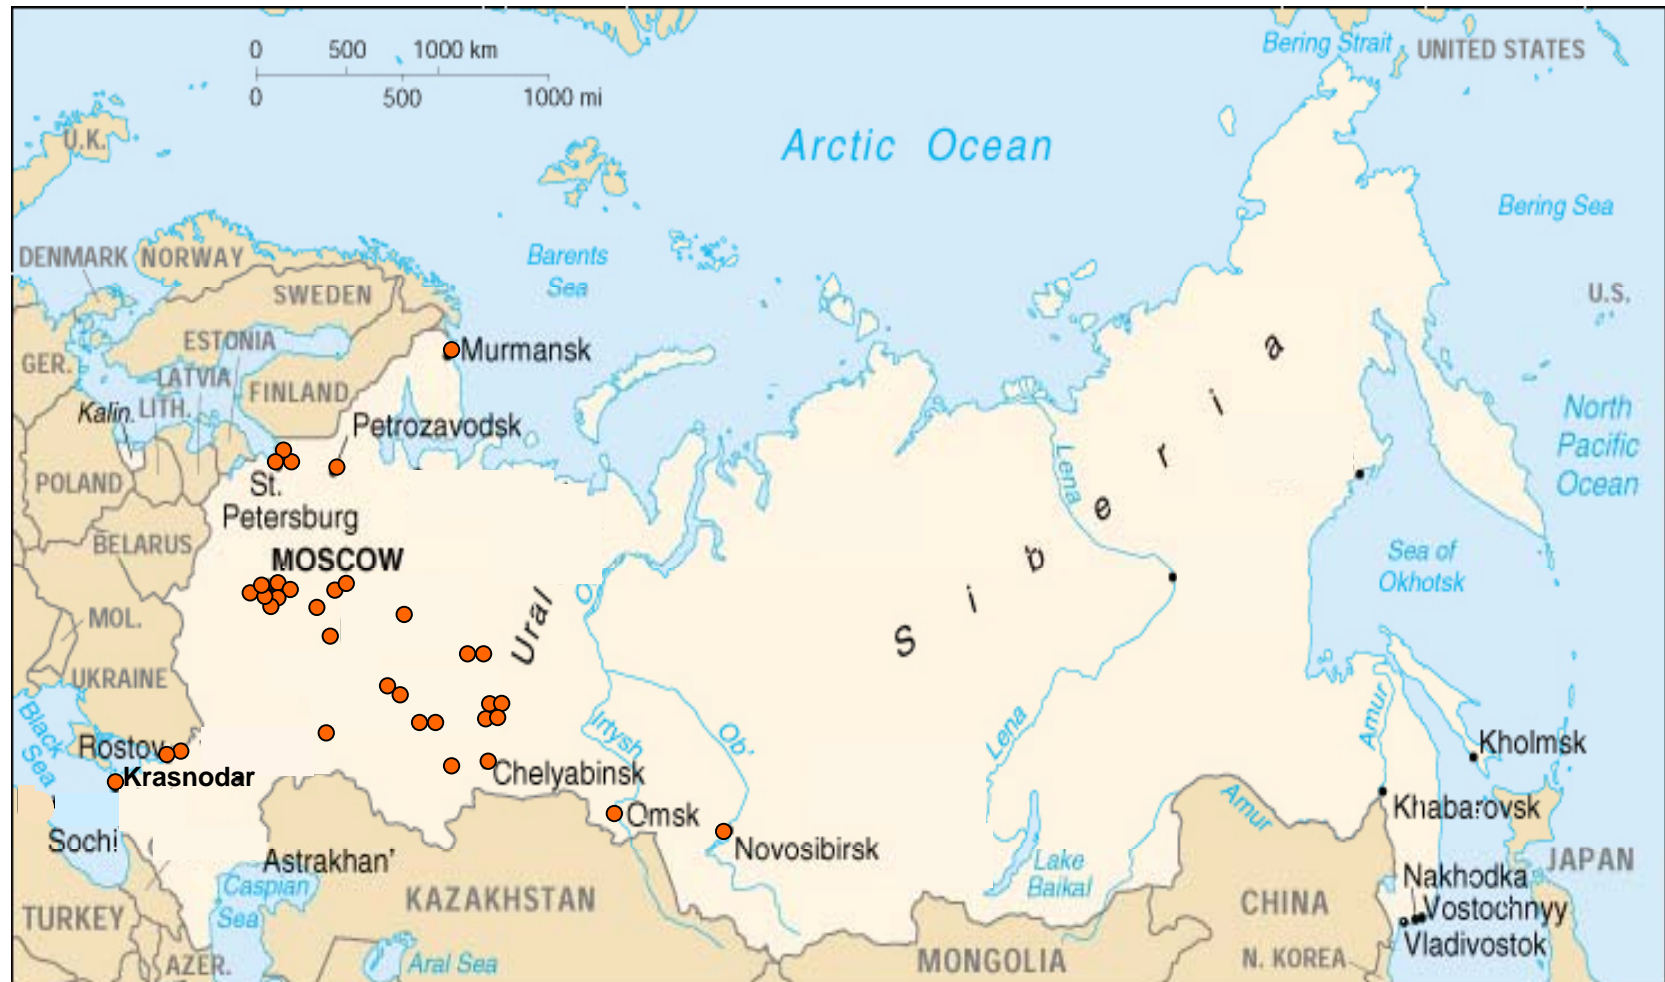 0 500 1000 km
0 500 1000 mi
Bering Strait
UNITED STATES
U.K.
Arctic Ocean
Bering Sea
DENMARK
NORWAY
Barents
Sea
SWEDEN
U.S.
ESTONIA
GER.
LATVIA
FINLAND
Murmansk
Kalin.
LITH.
Petrozavodsk
North
Pacific
Ocean
POLAND
St.
Petersburg
Lena
BELARUS
MOSCOW
Sea of
Okhotsk
MOL.
Ural
S i b e r i a
UKRAINE
Black
Sea
Irtysh
Ob'
Lena
Amur
Rostov
Krasnodar
Chelyabinsk
Kholmsk
Omsk
Amur
Khabarovsk
Sochi
Astrakhan'
Novosibirsk
Lake
Baikal
JAPAN
Caspian
Sea
KAZAKHSTAN
CHINA
Nakhodka
Vostochnyy
Vladivostok
TURKEY
AZER.
Aral Sea
MONGOLIA
N. KOREA